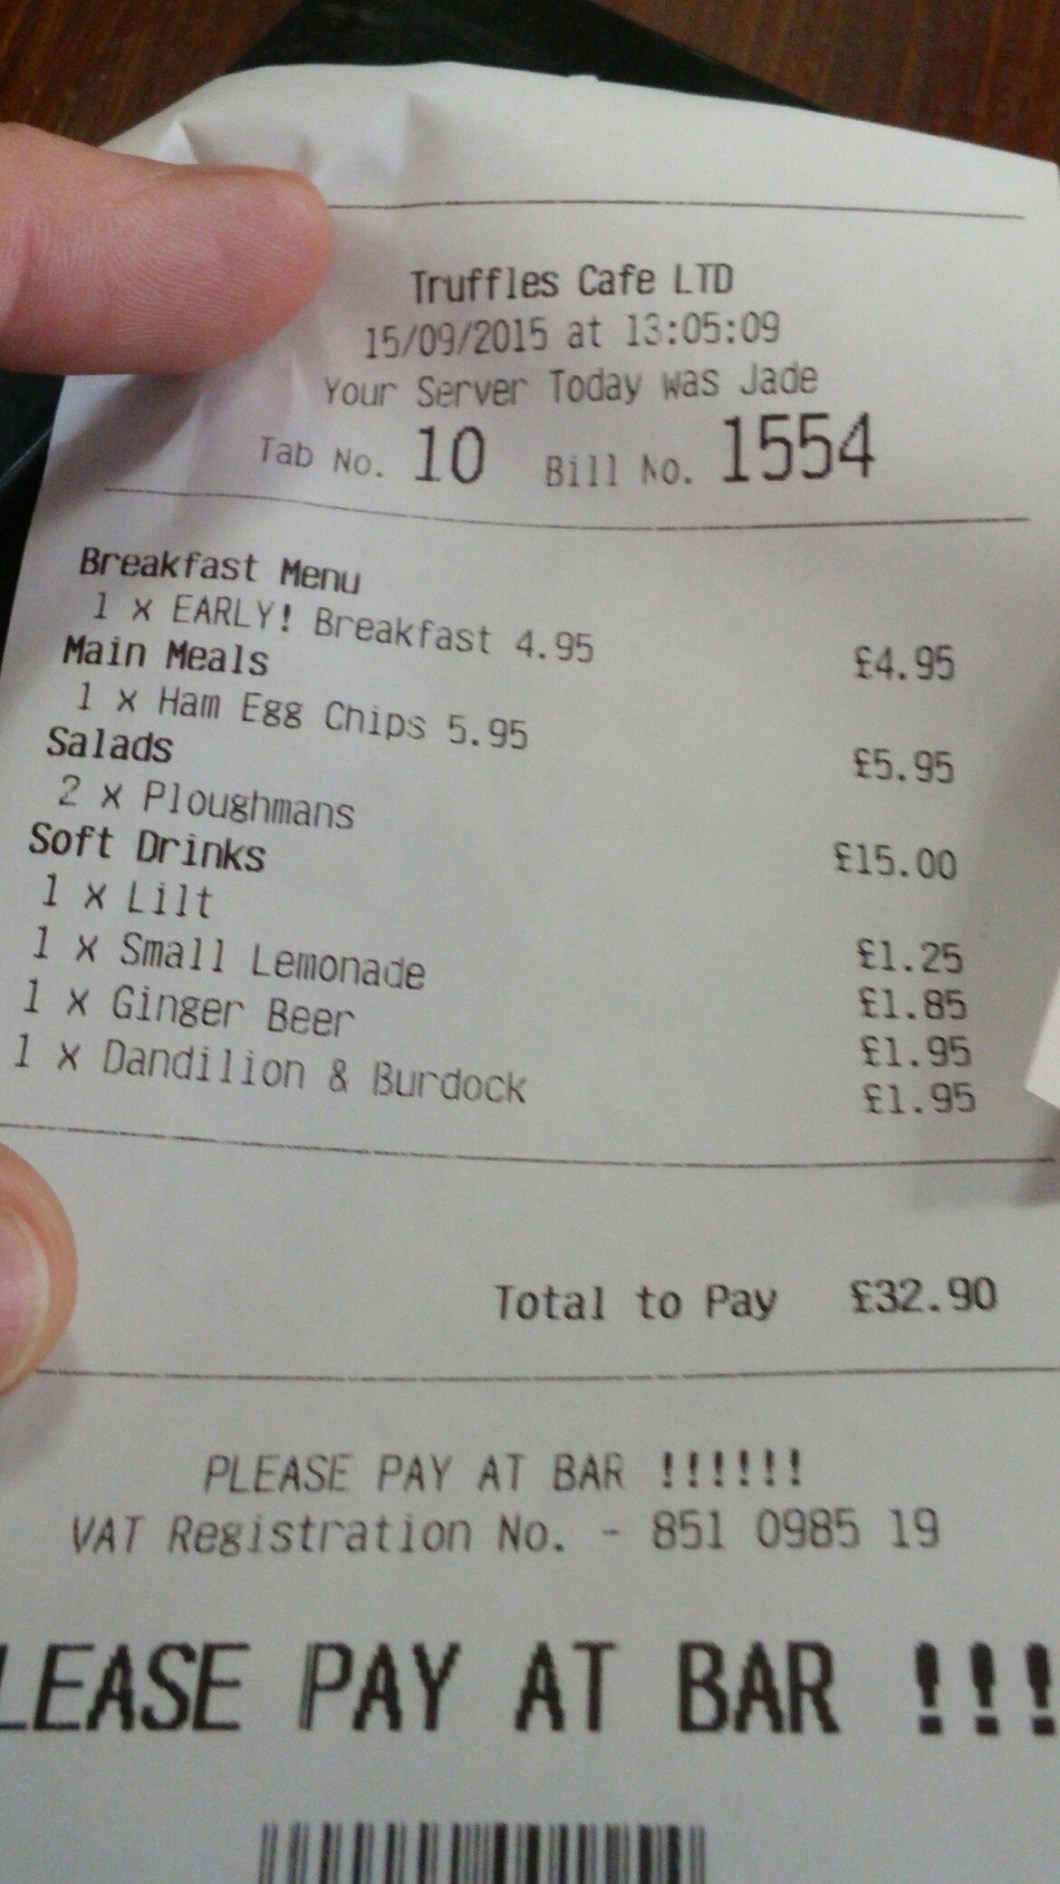 Truffles Cafe LTD
15/09/2015 at 13:05:09
Your Server Today was Jade
Tab No. 10 Bill No. 1554
Breakfast Menu
1 x EARLY! Breakfast 4.95 £4.95
Main Meals
1 x Ham Egg Chips 5.95 £5.95
Salads
2 x Ploughmans £15.00
Soft Drinks
1 x Lilt £1.25
1 x Small Lemonade £1.85
1 x Ginger Beer £1.95
1 x Dandilion & Burdock £1.95
Total to Pay £32.90
PLEASE PAY AT BAR !!!!!!
VAT Registration No. - 851 0985 19
LEASE PAY AT BAR !!!